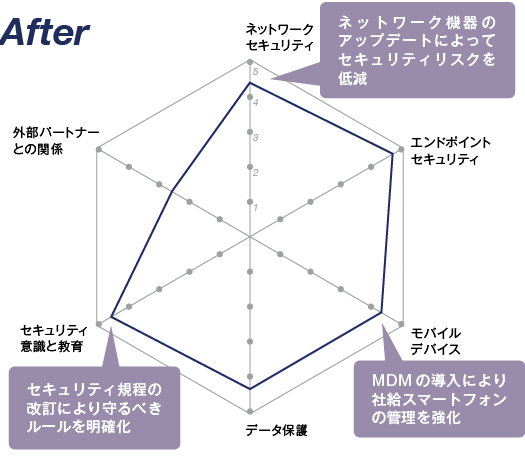 After
ネットワーク
セキュリティ
ネットワーク機器の
アップデートによって
セキュリティリスクを
低減
5
4
3
2
1
外部パートナー
との関係
エンドポイント
セキュリティ
セキュリティ
意識と教育
モバイル
デバイス
セキュリティ規程の
改訂により守るべき
ルールを明確化
MDMの導入により
社給スマートフォン
の管理を強化
データ保護